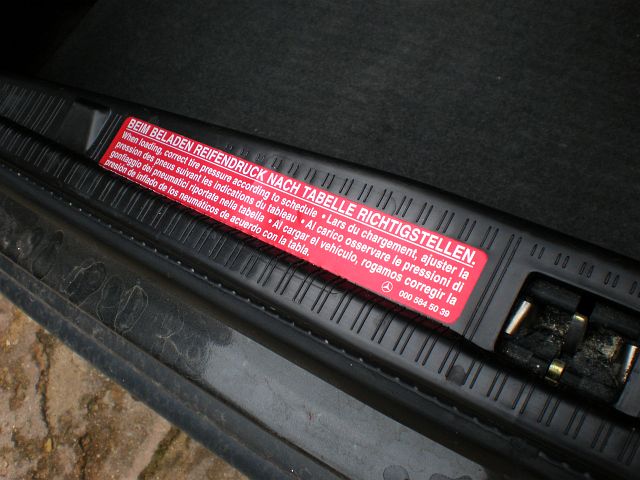 BEIM BELADEN REIFENDRUCK NACH TABELLE RICHTIGSTELLEN.
When loading, correct tire pressure according to schedule • Lars du chargement, ajuster la
pression des pneus suivant les indications du tableau • Al carico osservare le pressioni di
gonfiaggio dei pneumatici riportate nella tabella • Al cargar el vehículo, rogamos corregir la
presion de inflado de los neumáticos de acuerdo con la tabla.
000 584 50 39